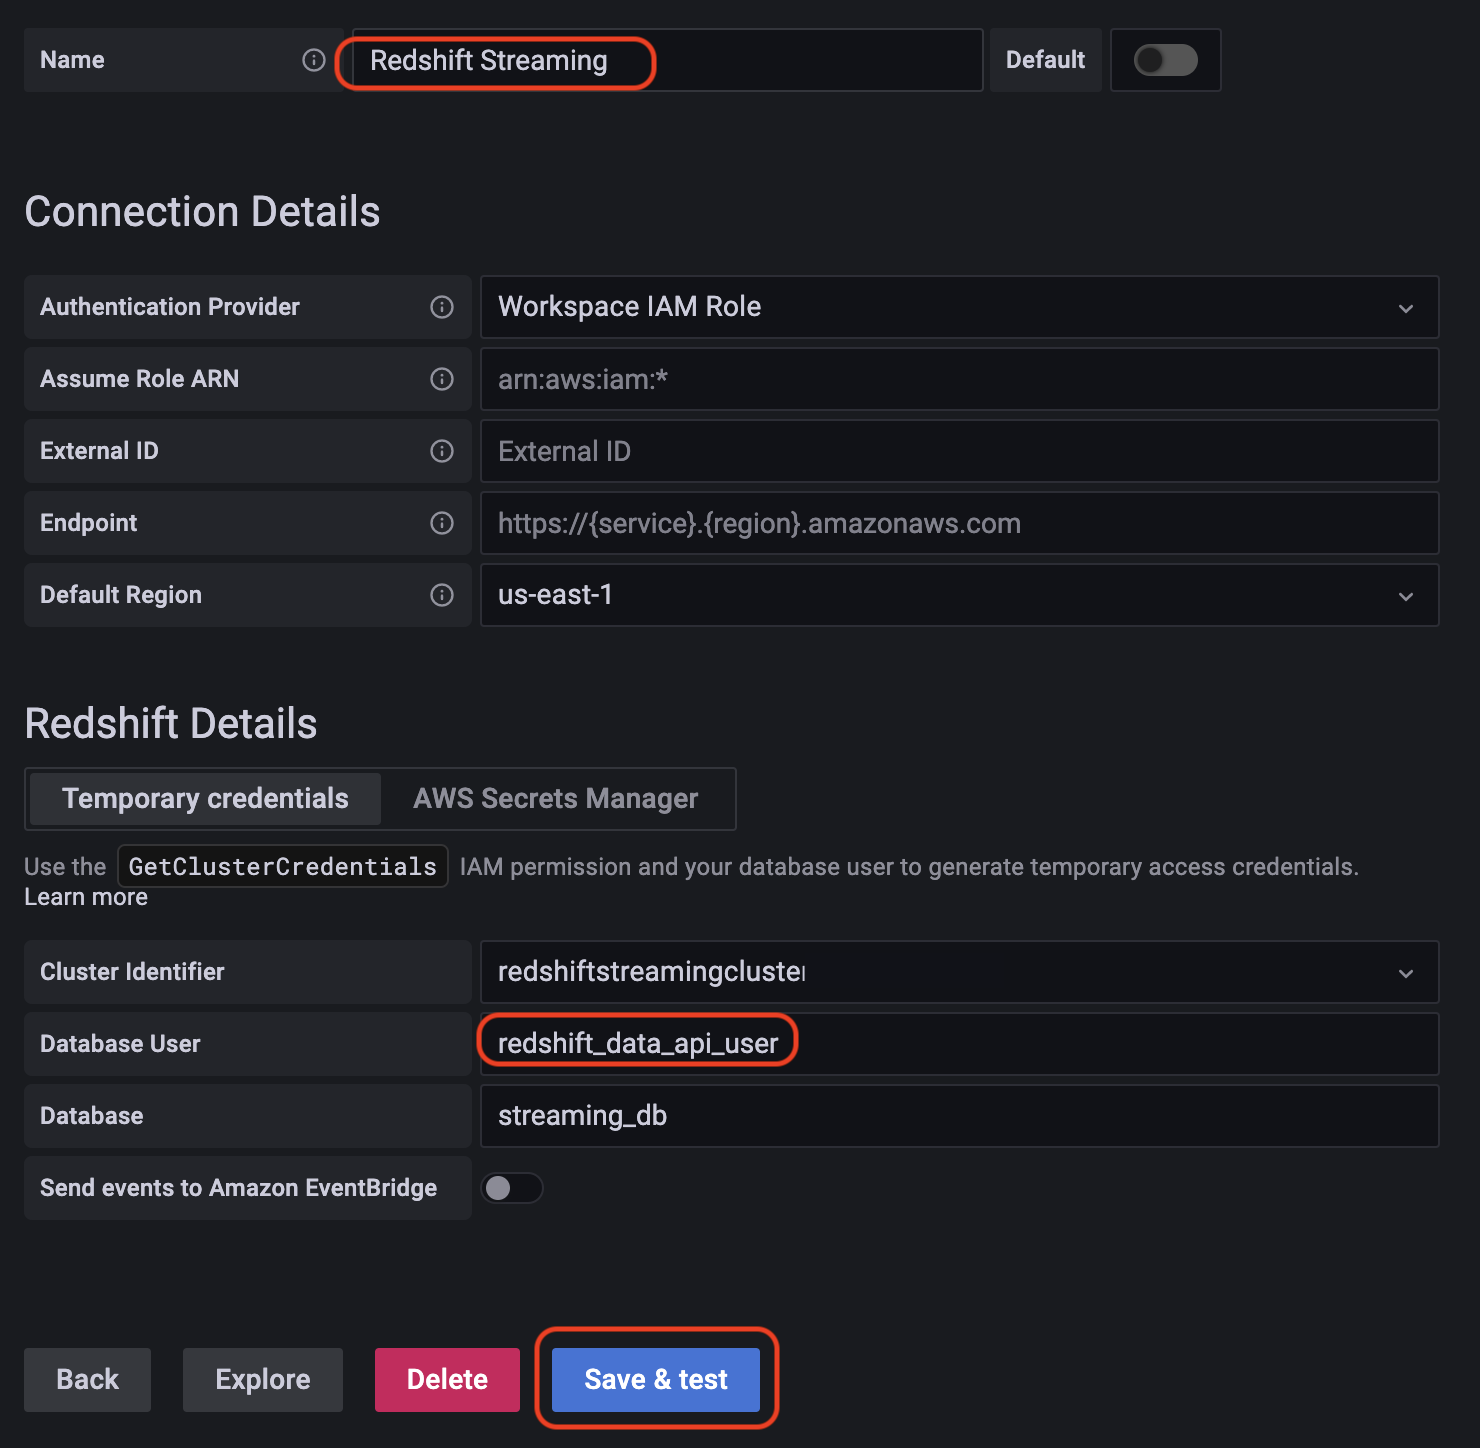 Name Redshift Streaming Default
Connection Details
Authentication Provider Workspace IAM Role
Assume Role ARN arn:aws:iam:*
External ID External ID
Endpoint https://{service}.{region}.amazonaws.com
Default Region us-east-1
Redshift Details
Temporary credentials AWS Secrets Manager
Use the GetClusterCredentials IAM permission and your database user to generate temporary access credentials.
Learn more
Cluster Identifier redshiftstreamingcluster
Database User redshift_data_api_user
Database streaming_db
Send events to Amazon EventBridge
Back Explore Delete Save & test